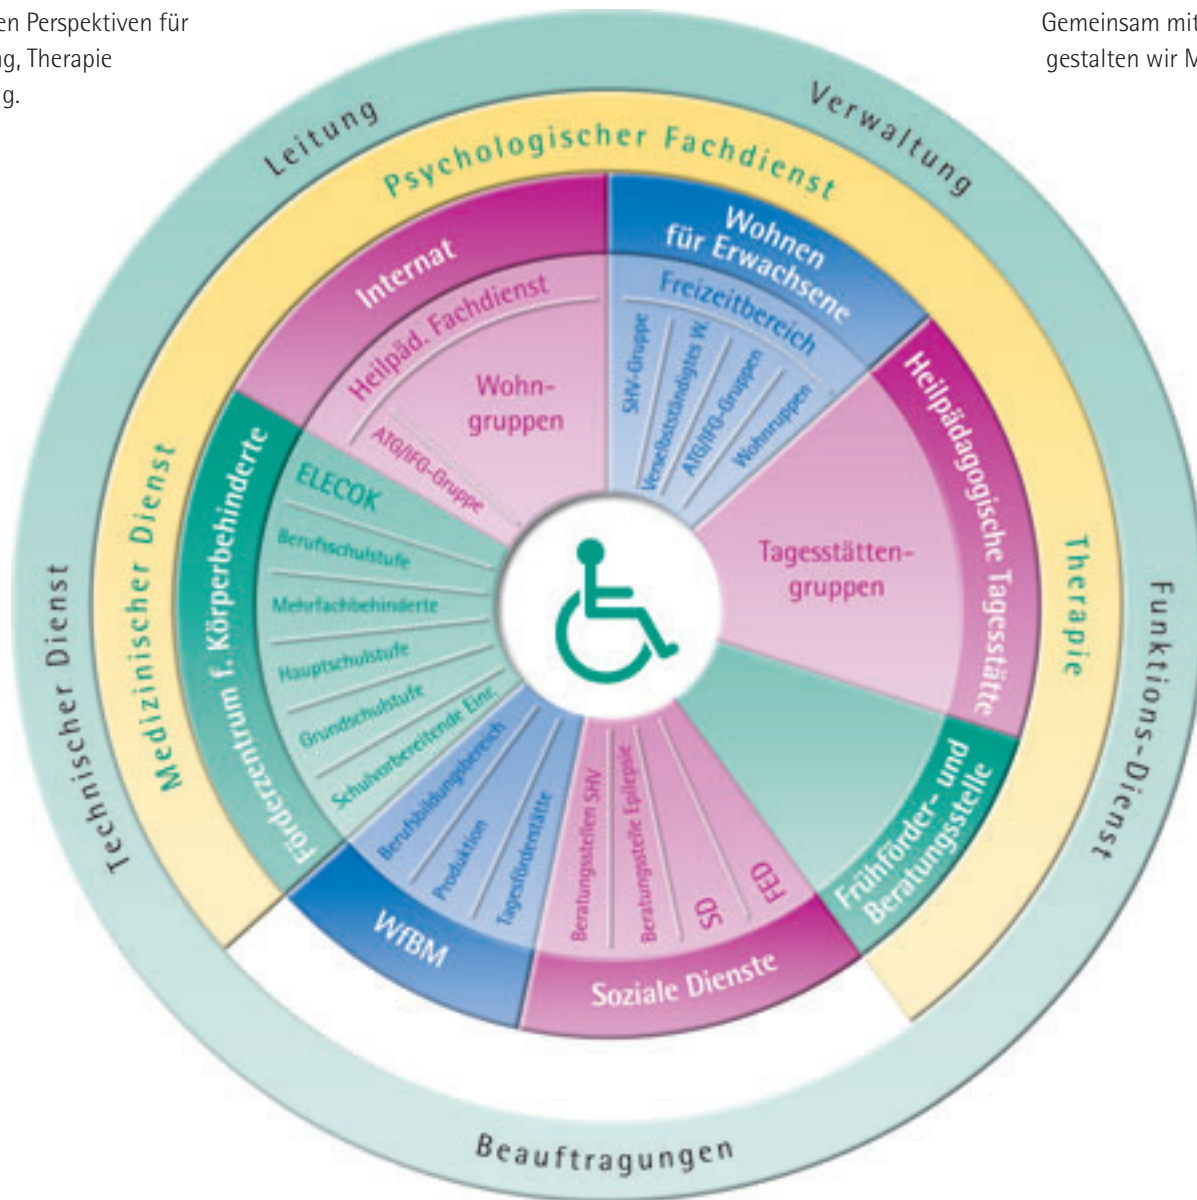 en Perspektiven für
ng, Therapie
g.
Gemeinsam mit
gestalten wir M
Leitung
Verwaltung
Funktions-Dienst
Beauftragungen
Technischer Dienst
Psychologischer Fachdienst
Therapie
Medizinischer Dienst
Internat
Heilpäd. Fachdienst
Wohn-
gruppen
ATG/IFG-Gruppe
Wohnen
für Erwachsene
Freizeitbereich
SHV-Gruppe
Verselbstständigtes W.
ATG/IFG-Gruppen
Wohnruppen
Heilpädagogische Tagesstätte
Tagesstätten-
gruppen
Frühförder- und
Beratungsstelle
Soziale Dienste
FED
SD
Beratungsstelle Epilepsie
Beratungsstellen SHV
WfBM
Tagesförderstätte
Produktion
Berufsbildungsbereich
Förderzentrum f. Körperbehinderte
ELECOK
Berufsschulstufe
Mehrfachbehinderte
Hauptschulstufe
Grundschulstufe
Schulvorbereitende Einr.